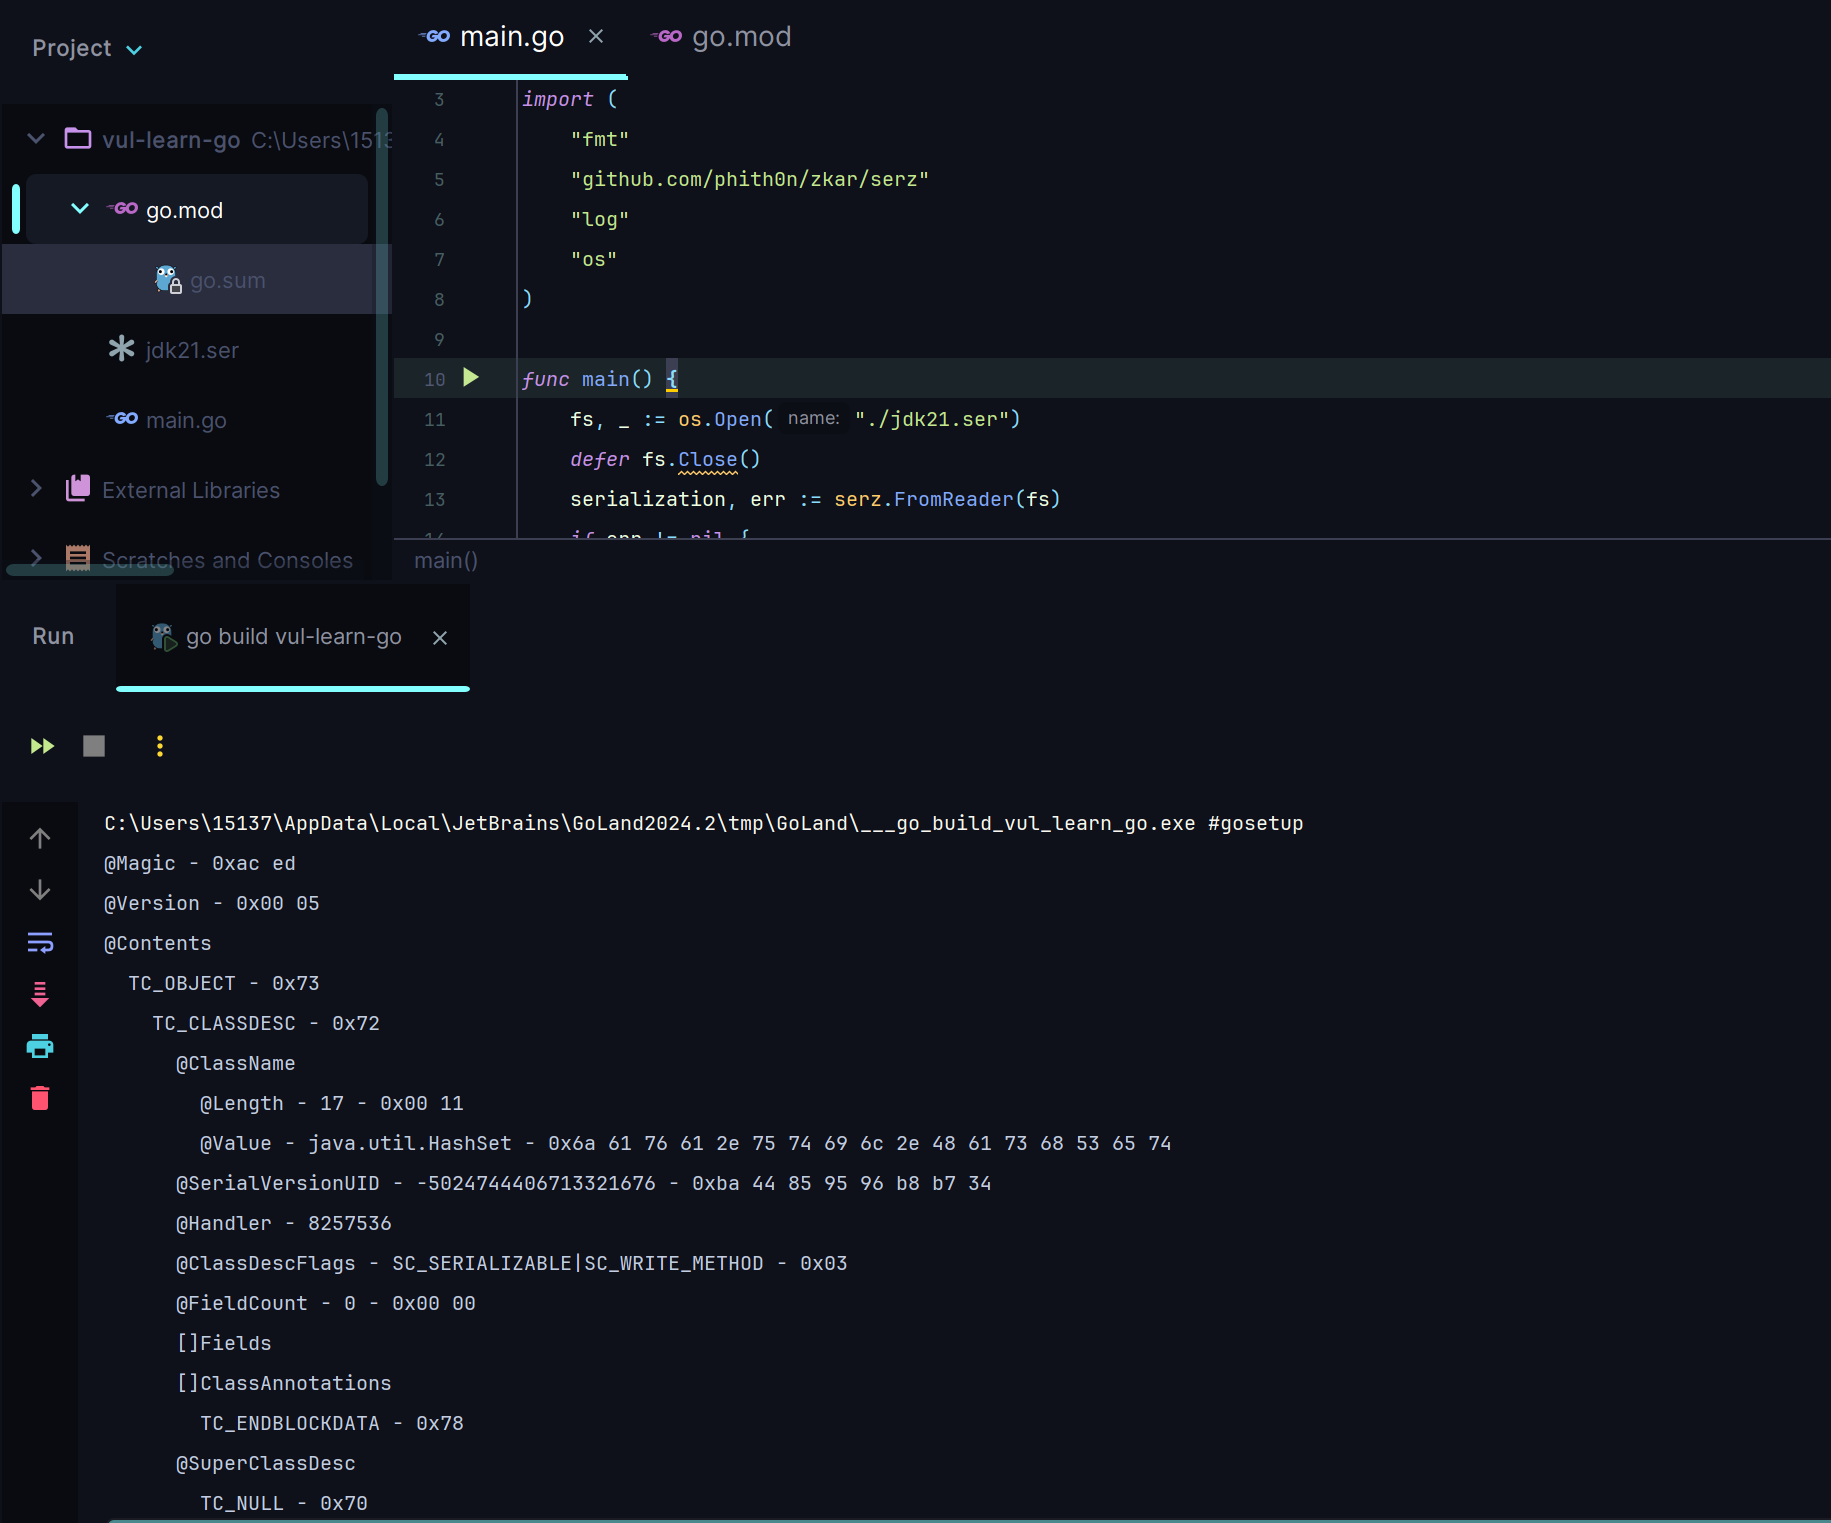 Project
vul-learn-go C:\Users\1513
go.mod
go.sum
jdk21.ser
main.go
External Libraries
Scratches and Consoles
main.go
go.mod
3 import (
4 "fmt"
5 "github.com/phith0n/zkar/serz"
6 "log"
7 "os"
8 )
9
10 func main() {
11 fs, _ := os.Open( name: "./jdk21.ser")
12 defer fs.Close()
13 serialization, err := serz.FromReader(fs)
14 if err != nil {
main()
Run
go build vul-learn-go
C:\Users\15137\AppData\Local\JetBrains\GoLand2024.2\tmp\GoLand\___go_build_vul_learn_go.exe #gosetup
@Magic - 0xac ed
@Version - 0x00 05
@Contents
TC_OBJECT - 0x73
TC_CLASSDESC - 0x72
@ClassName
@Length - 17 - 0x00 11
@Value - java.util.HashSet - 0x6a 61 76 61 2e 75 74 69 6c 2e 48 61 73 68 53 65 74
@SerialVersionUID - -5024744406713321676 - 0xba 44 85 95 96 b8 b7 34
@Handler - 8257536
@ClassDescFlags - SC_SERIALIZABLE|SC_WRITE_METHOD - 0x03
@FieldCount - 0 - 0x00 00
[]Fields
[]ClassAnnotations
TC_ENDBLOCKDATA - 0x78
@SuperClassDesc
TC_NULL - 0x70